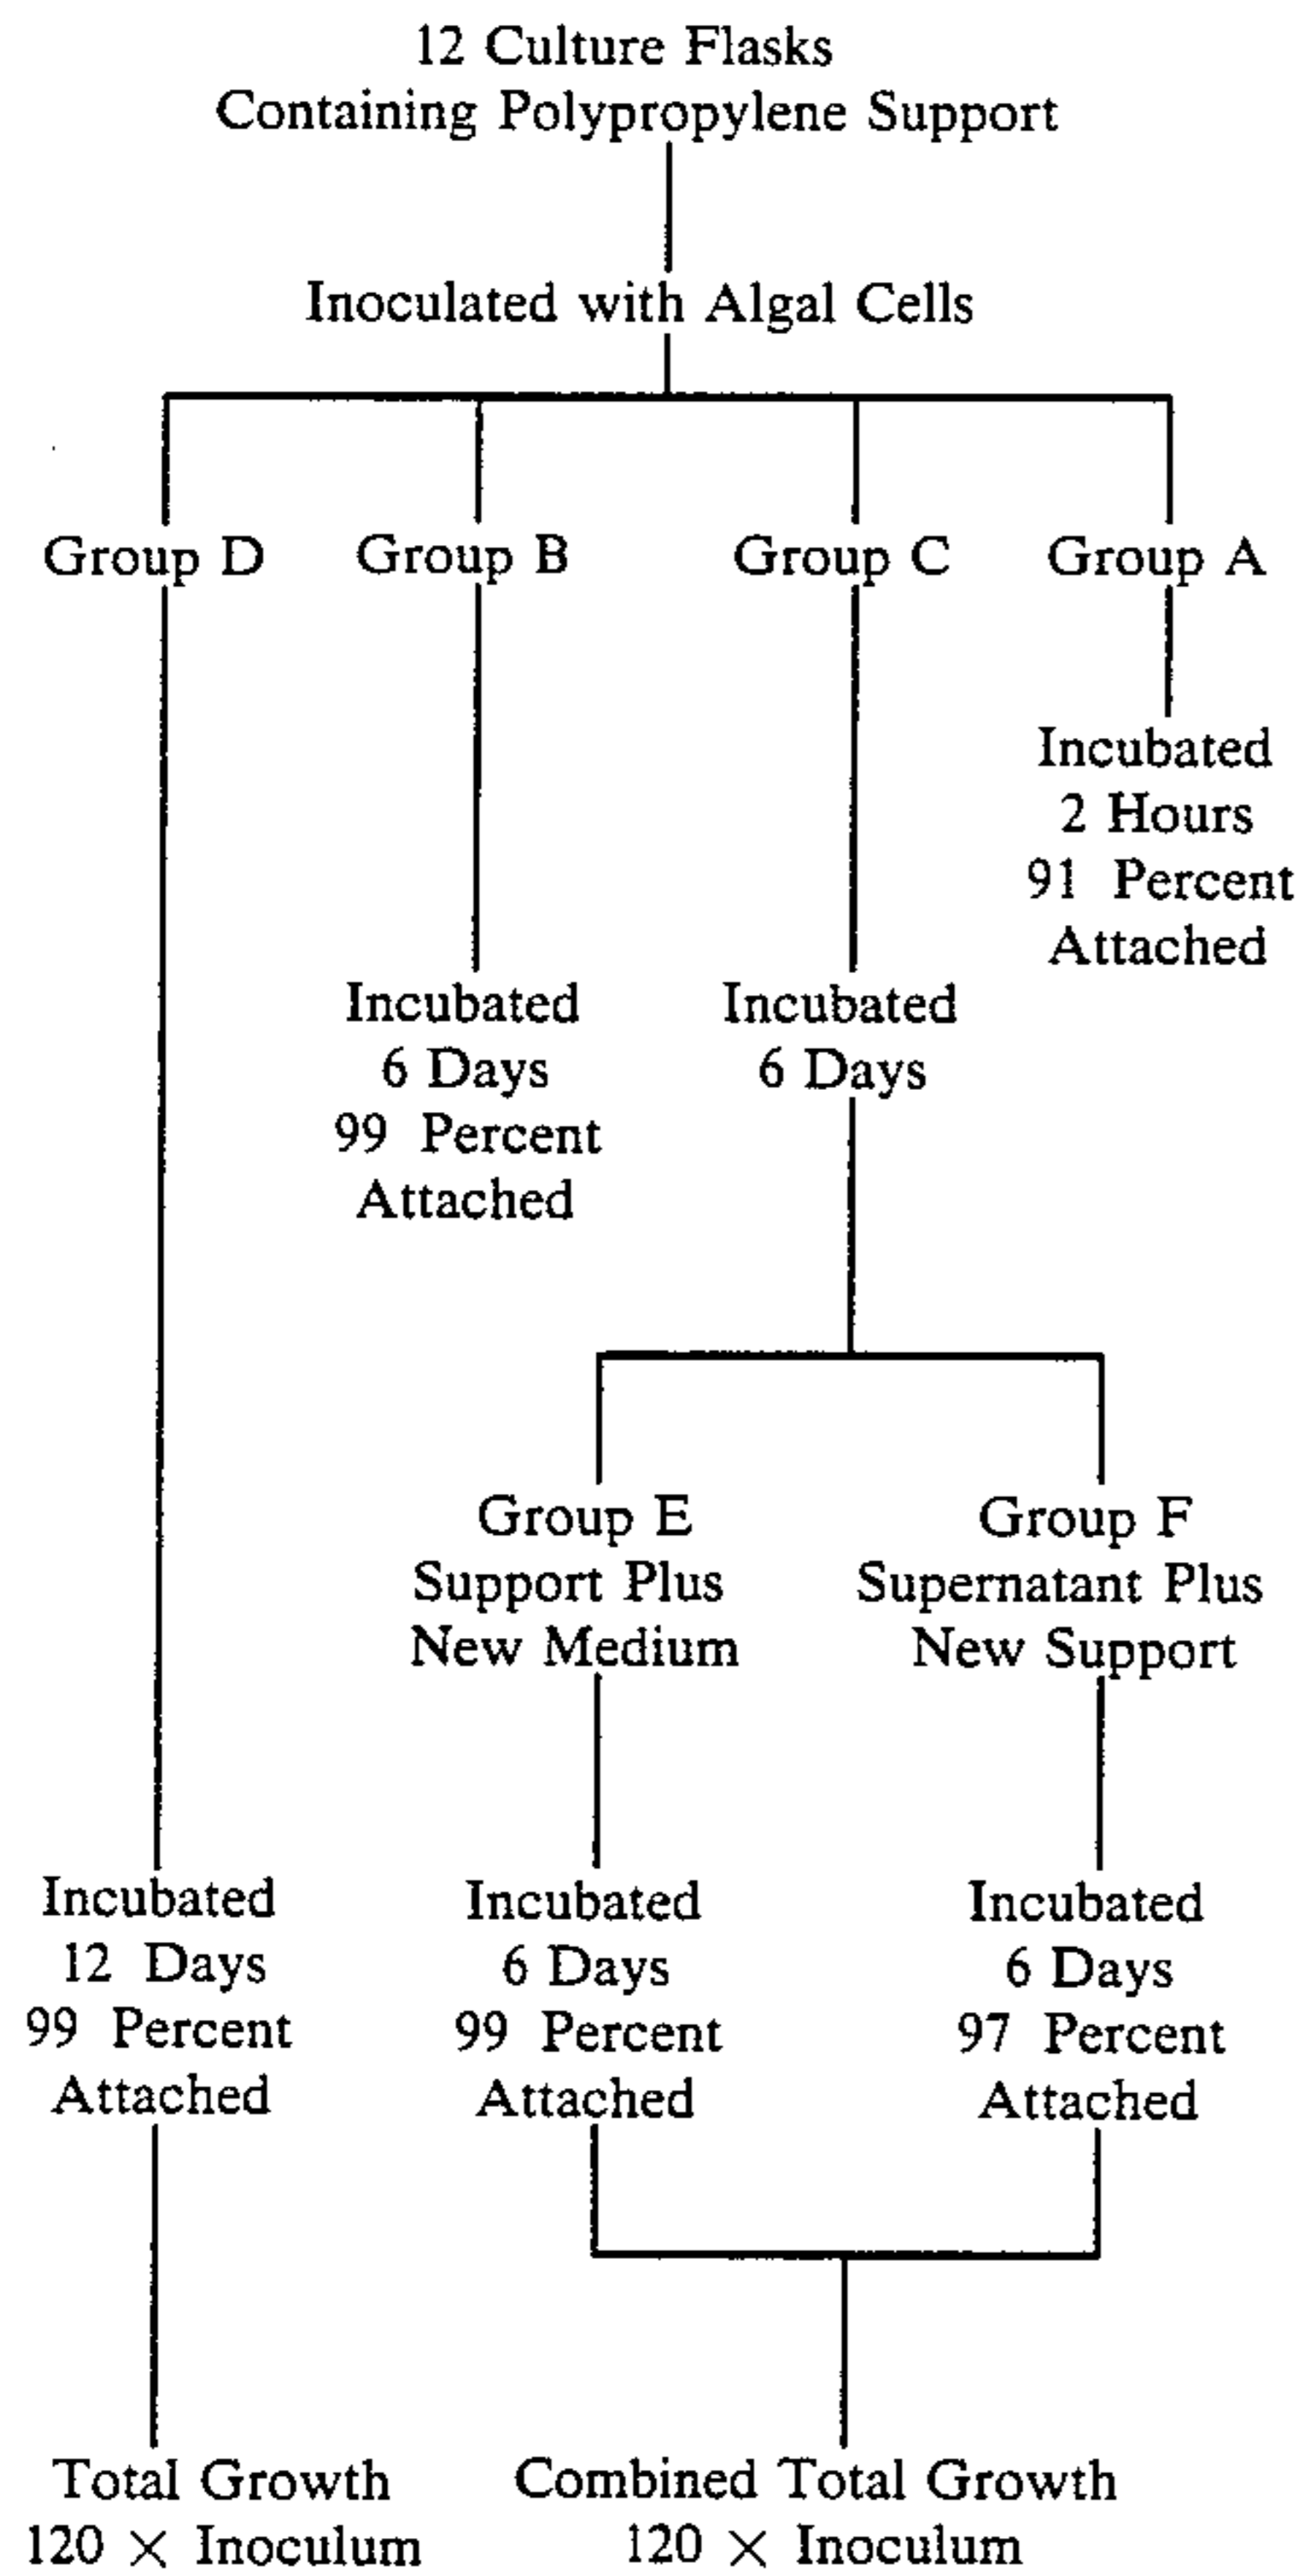 12 Culture Flasks
Containing Polypropylene Support
Inoculated with Algal Cells
Group D
Group B
Group C
Group A
Incubated
2 Hours
91 Percent
Attached
Incubated
6 Days
99 Percent
Attached
Incubated
6 Days
Group E
Support Plus
New Medium
Group F
Supernatant Plus
New Support
Incubated
12 Days
99 Percent
Attached
Incubated
6 Days
99 Percent
Attached
Incubated
6 Days
97 Percent
Attached
Total Growth
120 × Inoculum
Combined Total Growth
120 × Inoculum